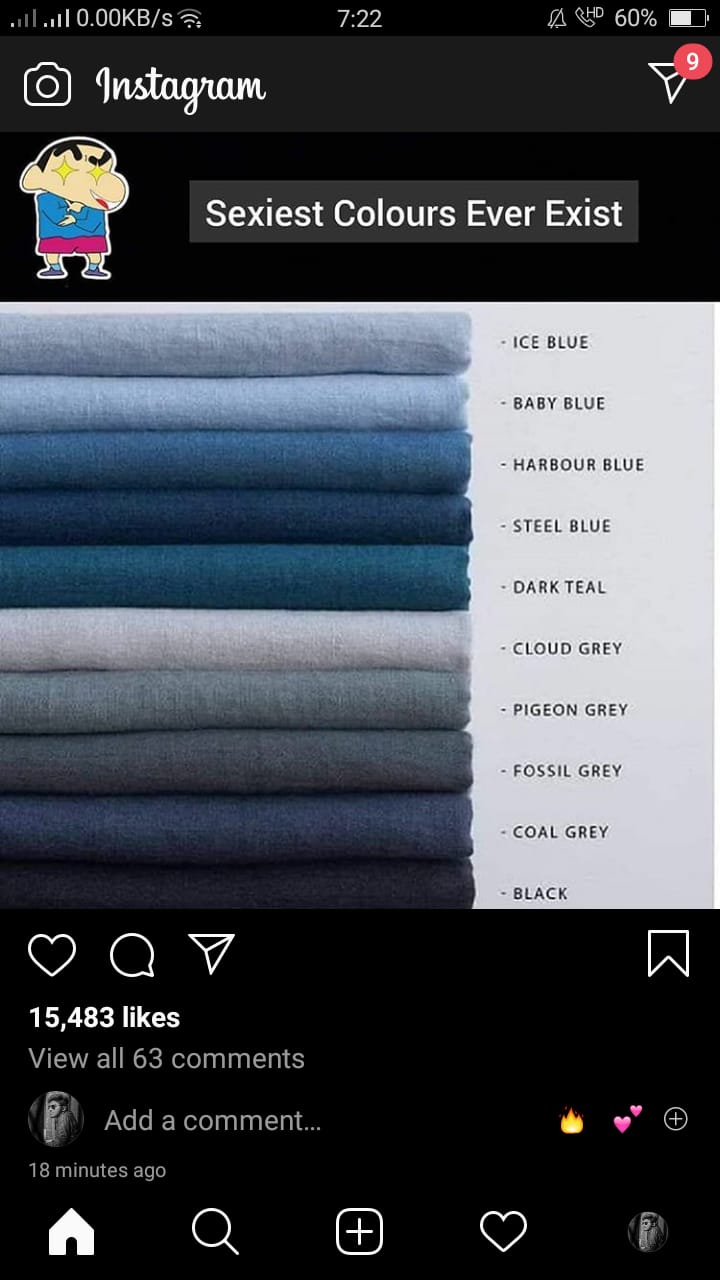 0.00KB/s 7:22 HD 60%
Instagram 9
Sexiest Colours Ever Exist
- ICE BLUE
- BABY BLUE
- HARBOUR BLUE
- STEEL BLUE
- DARK TEAL
- CLOUD GREY
- PIGEON GREY
- FOSSIL GREY
- COAL GREY
- BLACK
15,483 likes
View all 63 comments
Add a comment...
18 minutes ago